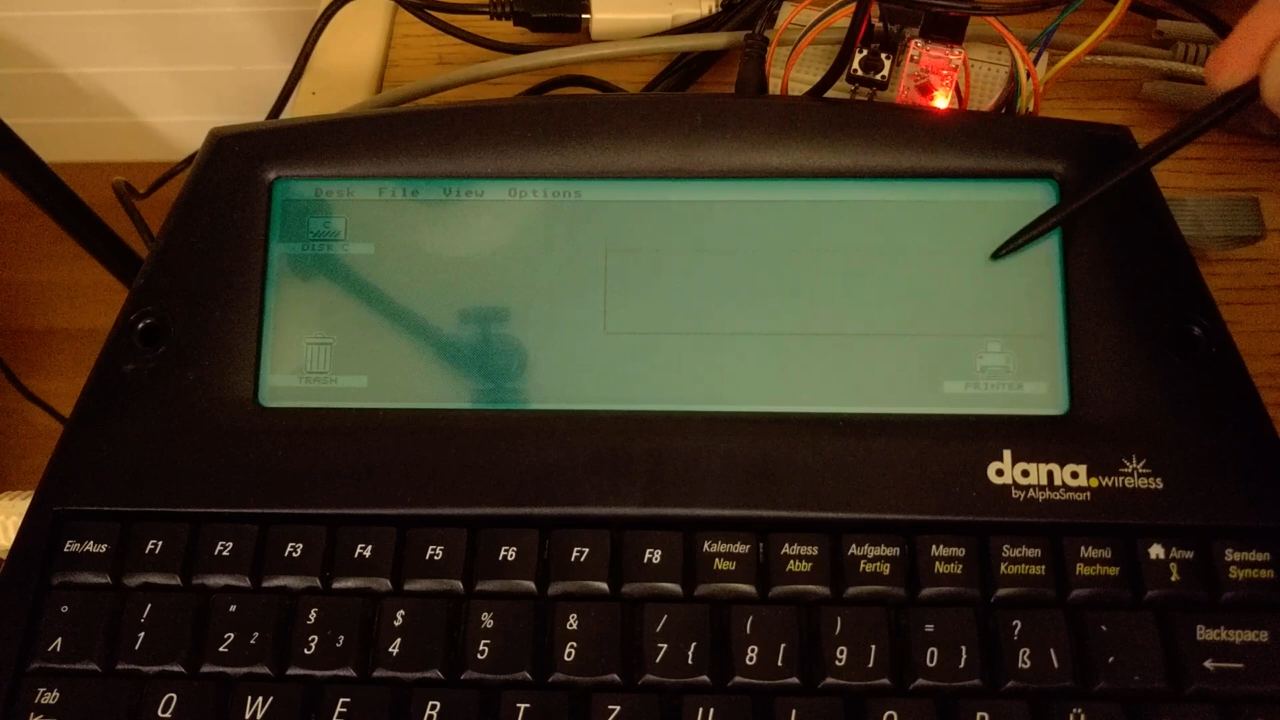 Desk File View Options
C
DISK C
TRASH
PRINTER
dana.wireless
by AlphaSmart
Ein/Aus F1 F2 F3 F4 F5 F6 F7 F8 Kalender Adress Aufgaben Memo Suchen Menü Anw Senden
Neu Abbr Fertig Notiz Kontrast Rechner Syncen
° ! " § $ % & / ( ) = ? ` Backspace
^ 1 2 ² 3 ³ 4 5 6 7 { 8 [ 9 ] 0 } ß \ ´
Tab Q W E R T Z U I O P Ü